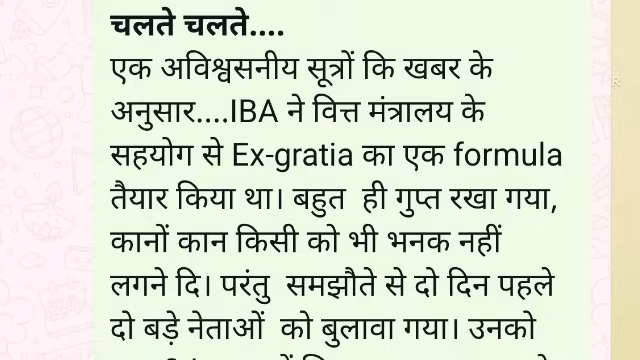 चलते चलते....
एक अविश्वसनीय सूत्रों कि खबर के
अनुसार....IBA ने वित्त मंत्रालय के
सहयोग से Ex-gratia का एक formula
तैयार किया था। बहुत ही गुप्त रखा गया,
कानों कान किसी को भी भनक नहीं
लगने दि। परंतु समझौते से दो दिन पहले
दो बड़े नेताओं को बुलावा गया। उनको